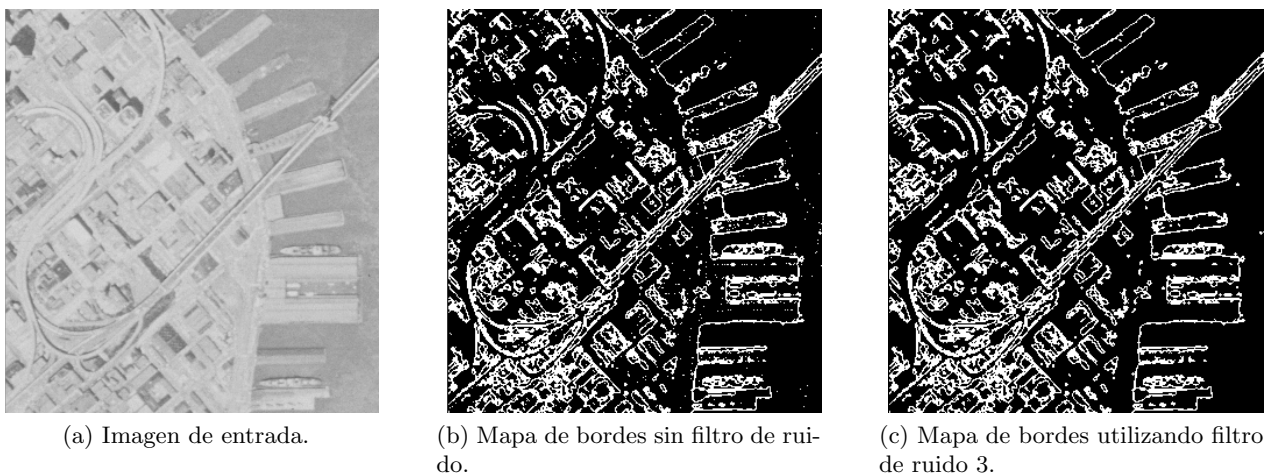 (a) Imagen de entrada.
(b) Mapa de bordes sin filtro de rui-
do.
(c) Mapa de bordes utilizando filtro
de ruido 3.